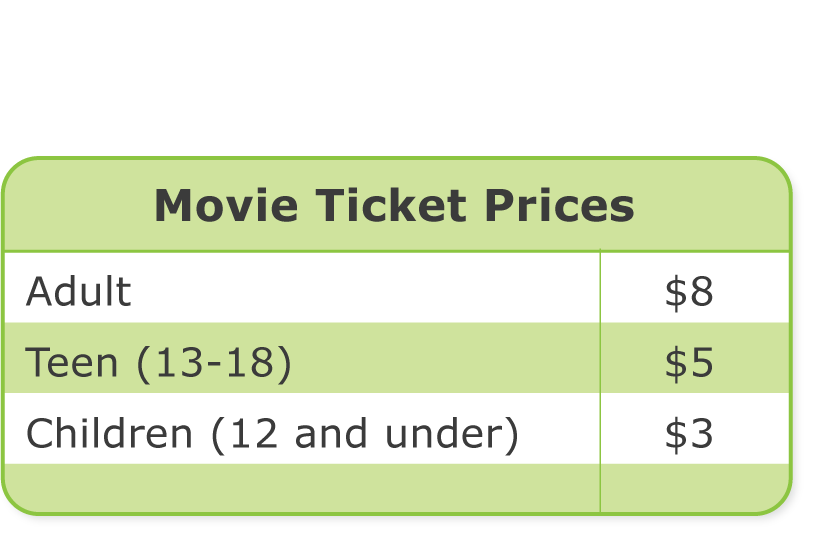 Movie Ticket Prices
Adult $8
Teen (13-18) $5
Children (12 and under) $3